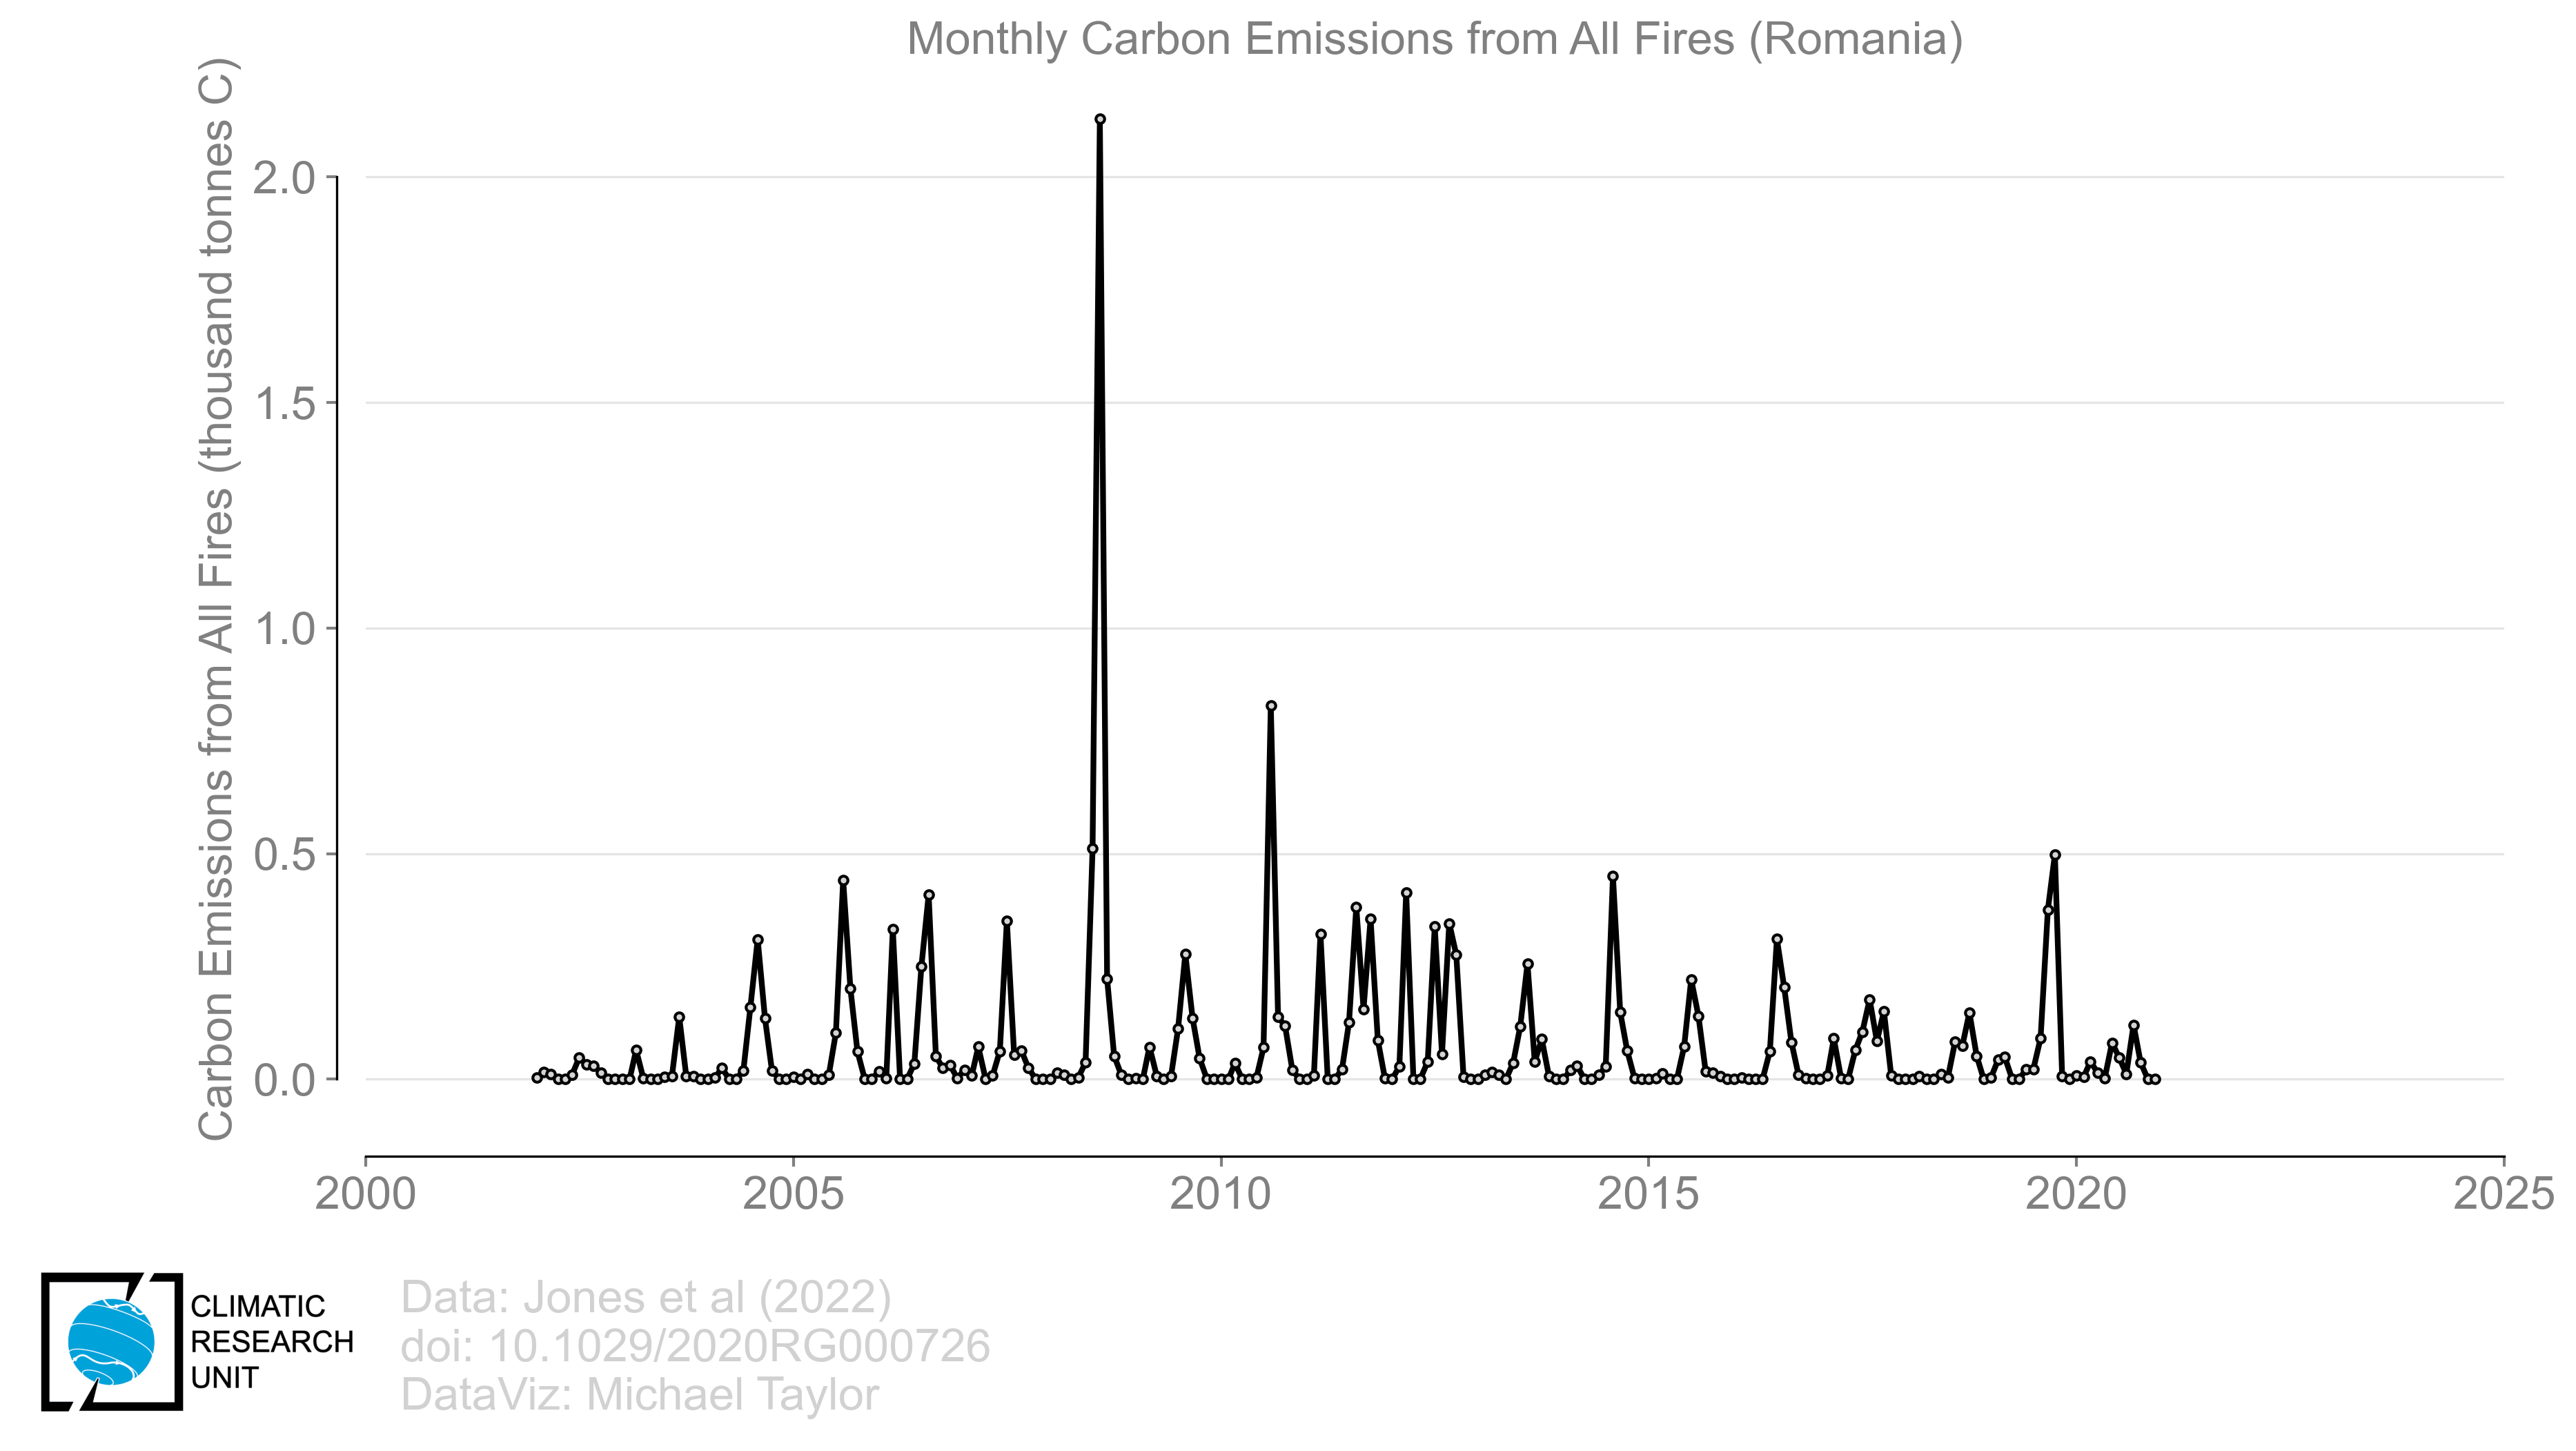 Monthly Carbon Emissions from All Fires (Romania)
Carbon Emissions from All Fires (thousand tonnes C)
2.0
1.5
1.0
0.5
0.0
2000 2005 2010 2015 2020 2025
CLIMATIC
RESEARCH
UNIT
Data: Jones et al (2022)
doi: 10.1029/2020RG000726
DataViz: Michael Taylor